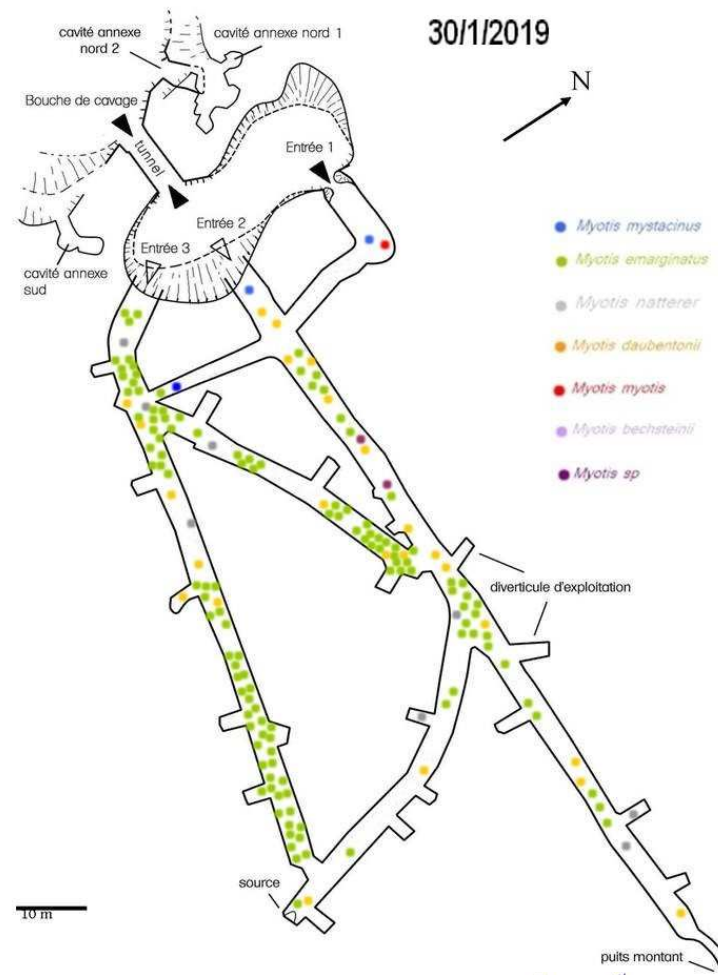 30/1/2019
cavité annexe
nord 2
cavité annexe nord 1
N
Bouche de cavage
tunnel
Entrée 1
Entrée 2
Entrée 3
cavité annexe
sud
Myotis mystacinus
Myotis emarginatus
Myotis natterer
Myotis daubentonii
Myotis myotis
Myotis bechsteinii
Myotis sp
diverticule d'exploitation
source
10 m
puits montant